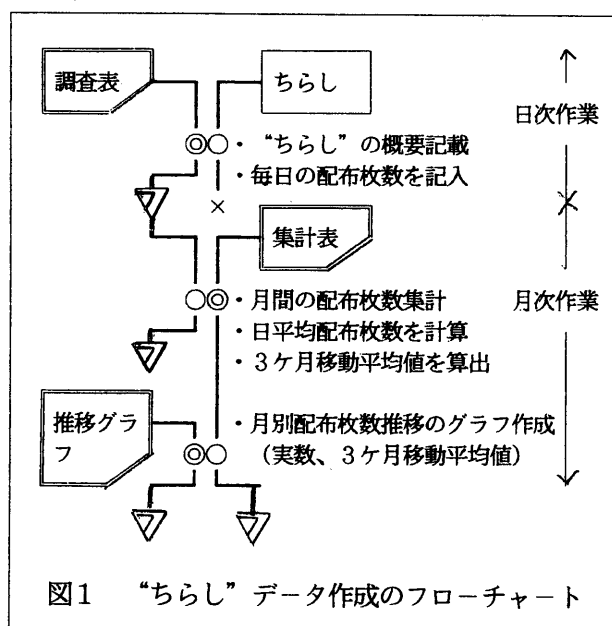 調査表
ちらし
日次作業
◎○・“ちらし”の概要記載
・毎日の配布枚数を記入
×
集計表
○◎・月間の配布枚数集計
月次作業
・日平均配布枚数を計算
・3ケ月移動平均値を算出
推移グラ
フ
・月別配布枚数推移のグラフ作成
◎○ (実数、3ケ月移動平均値)
図1 “ちらし”データ作成のフローチャート